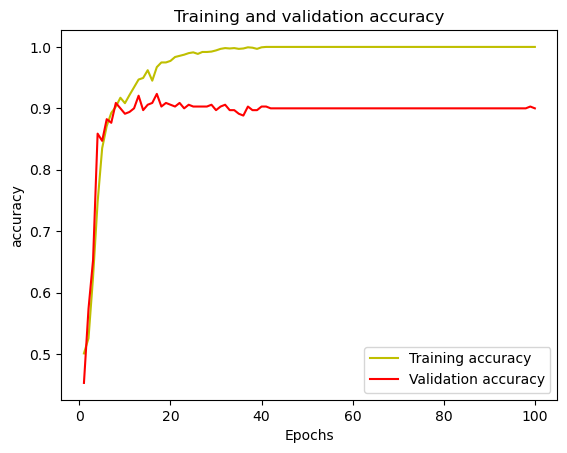 Training and validation accuracy
1.0
0.9
0.8
0.7
0.6
0.5
accuracy
Training accuracy
Validation accuracy
0 20 40 60 80 100
Epochs